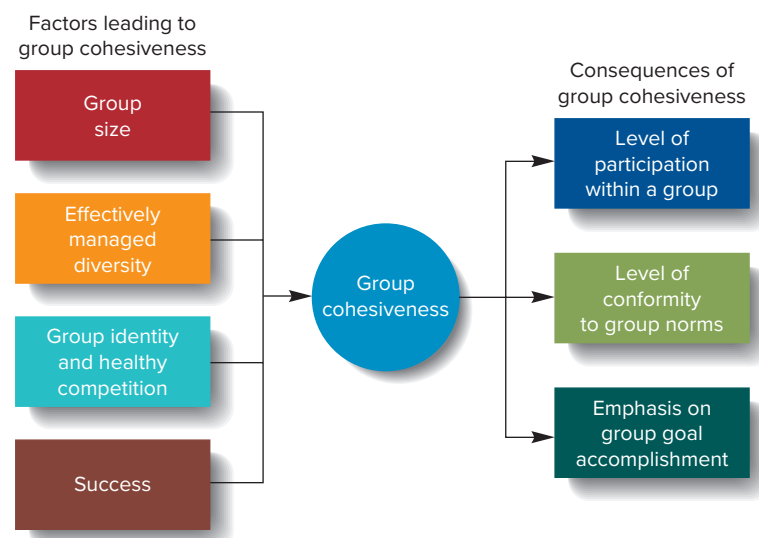 Factors leading to
group cohesiveness
Group
size
Effectively
managed
diversity
Group identity
and healthy
competition
Success
Group
cohesiveness
Consequences of
group cohesiveness
Level of
participation
within a group
Level of
conformity
to group norms
Emphasis on
group goal
accomplishment